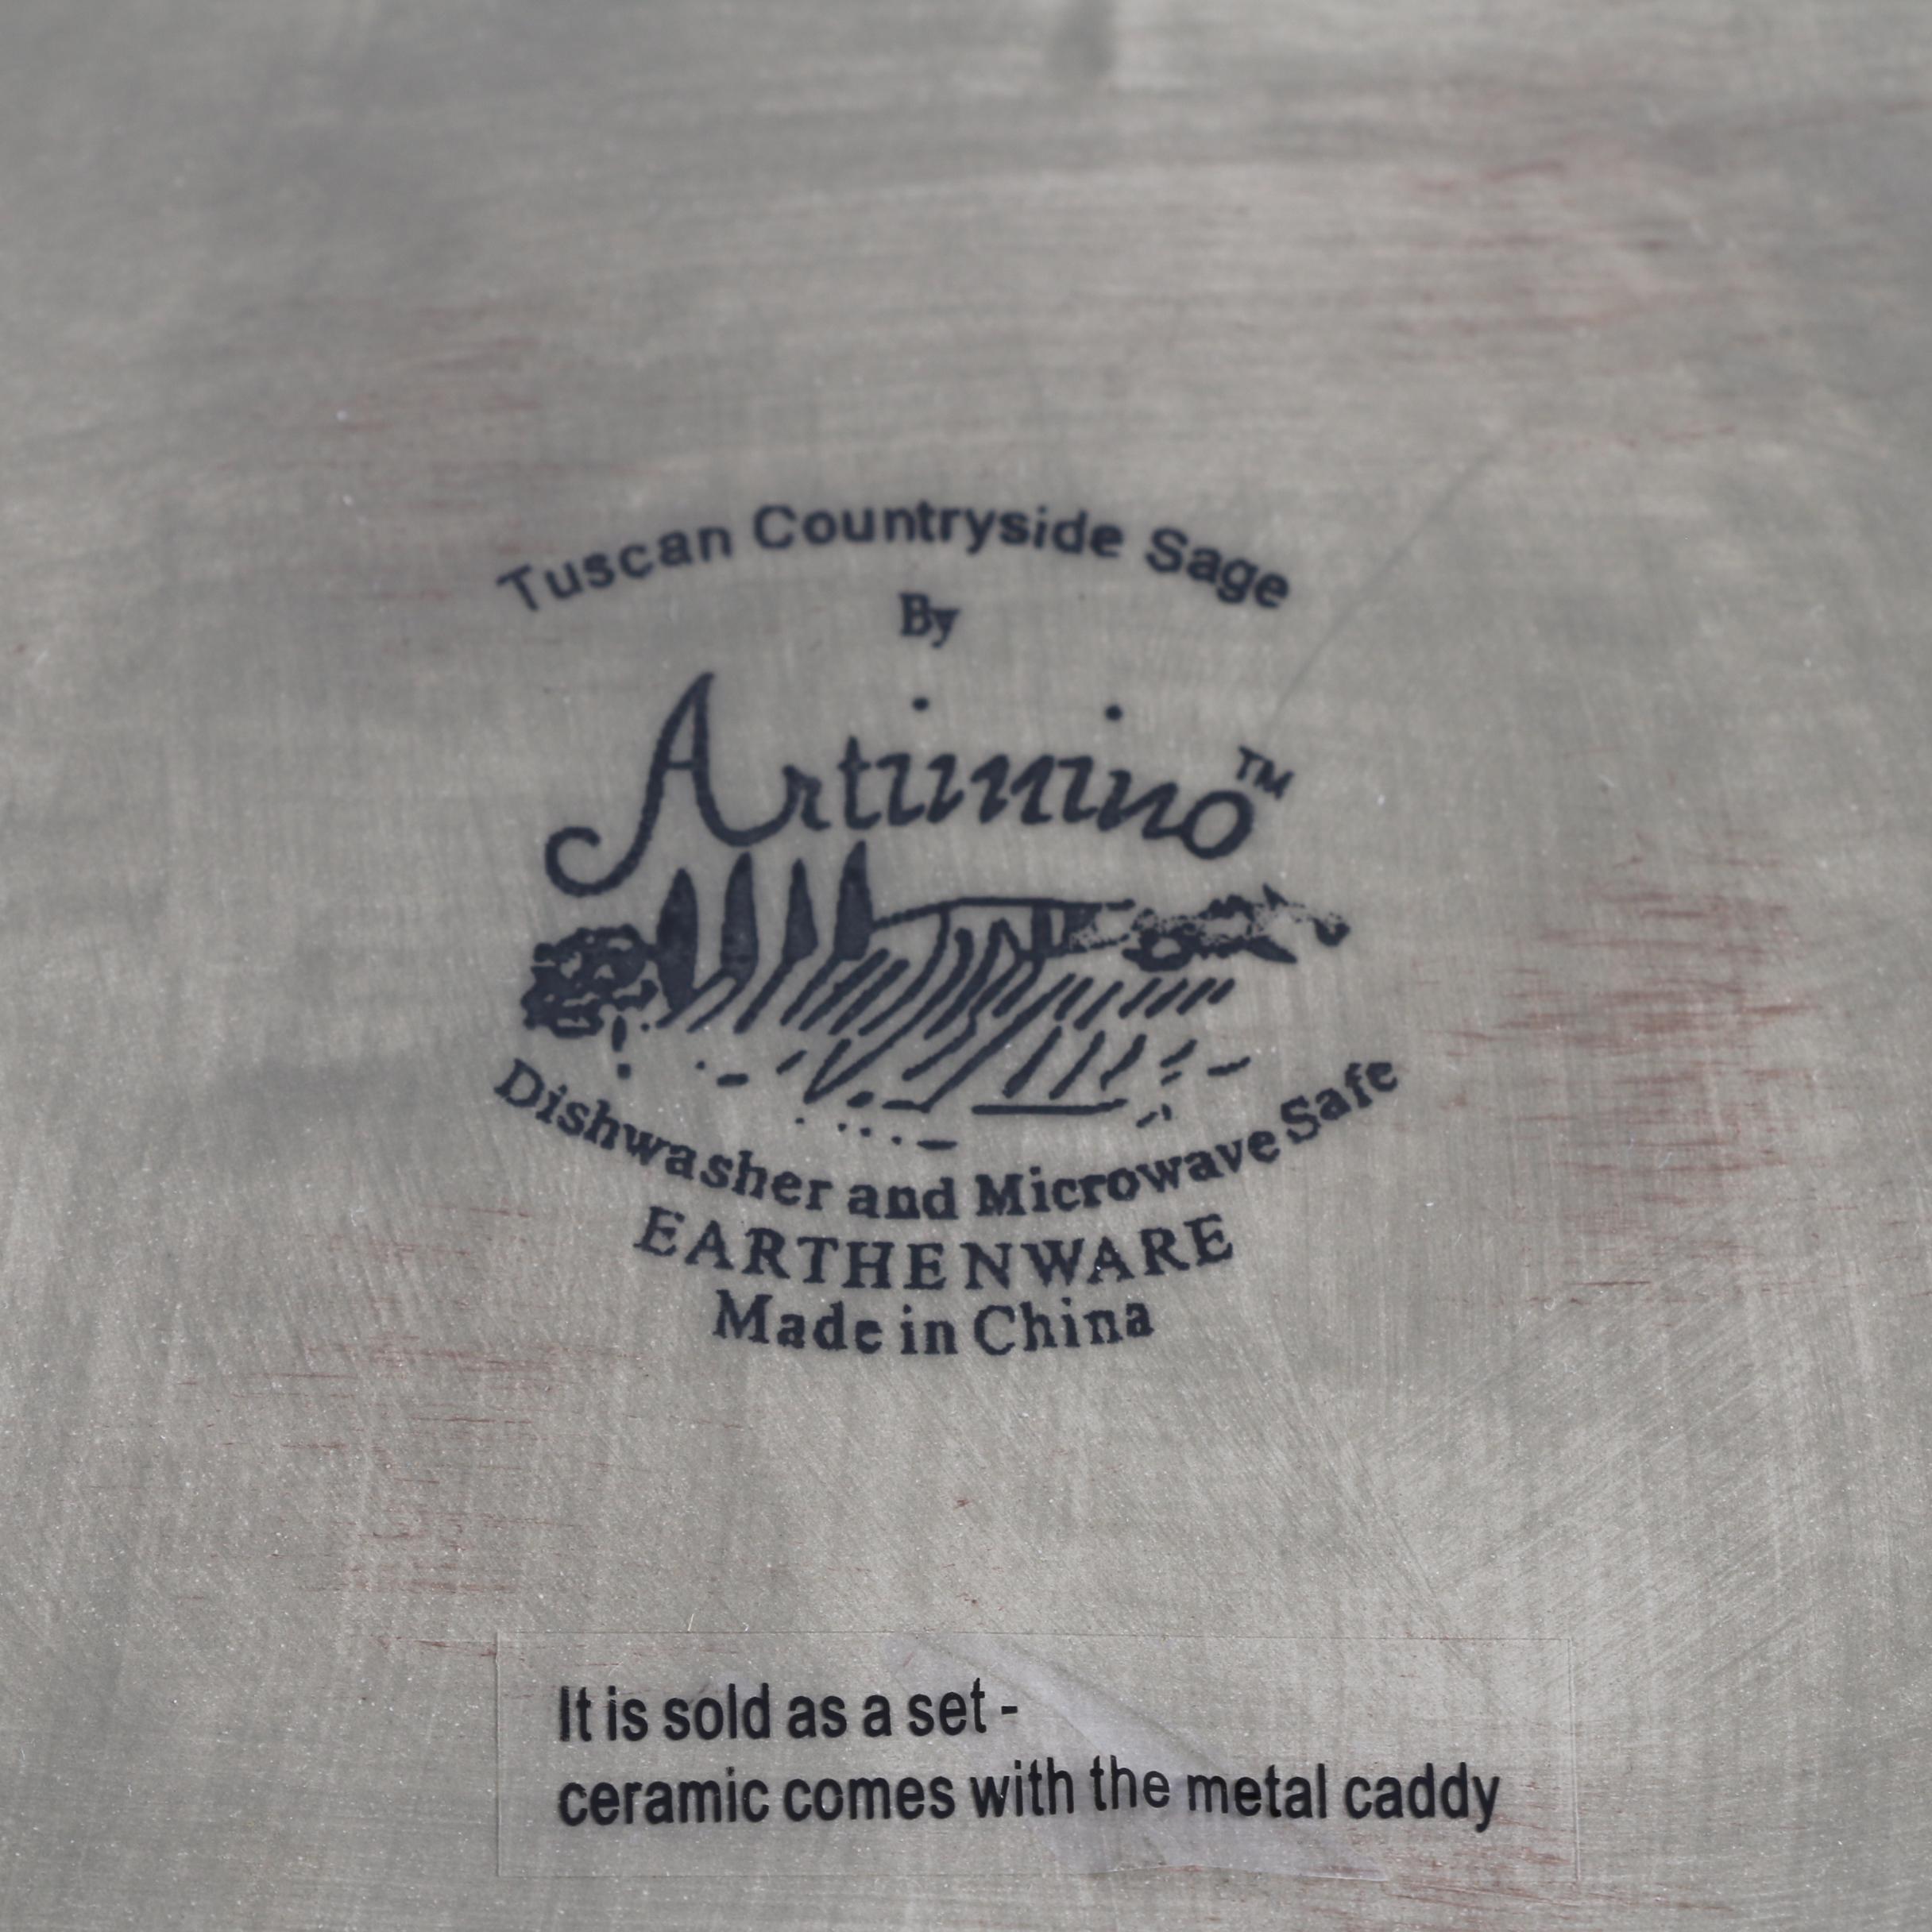 Tuscan Countryside Sage
By
Artimino™
Dishwasher and Microwave Safe
EARTHENWARE
Made in China
It is sold as a set -
ceramic comes with the metal caddy